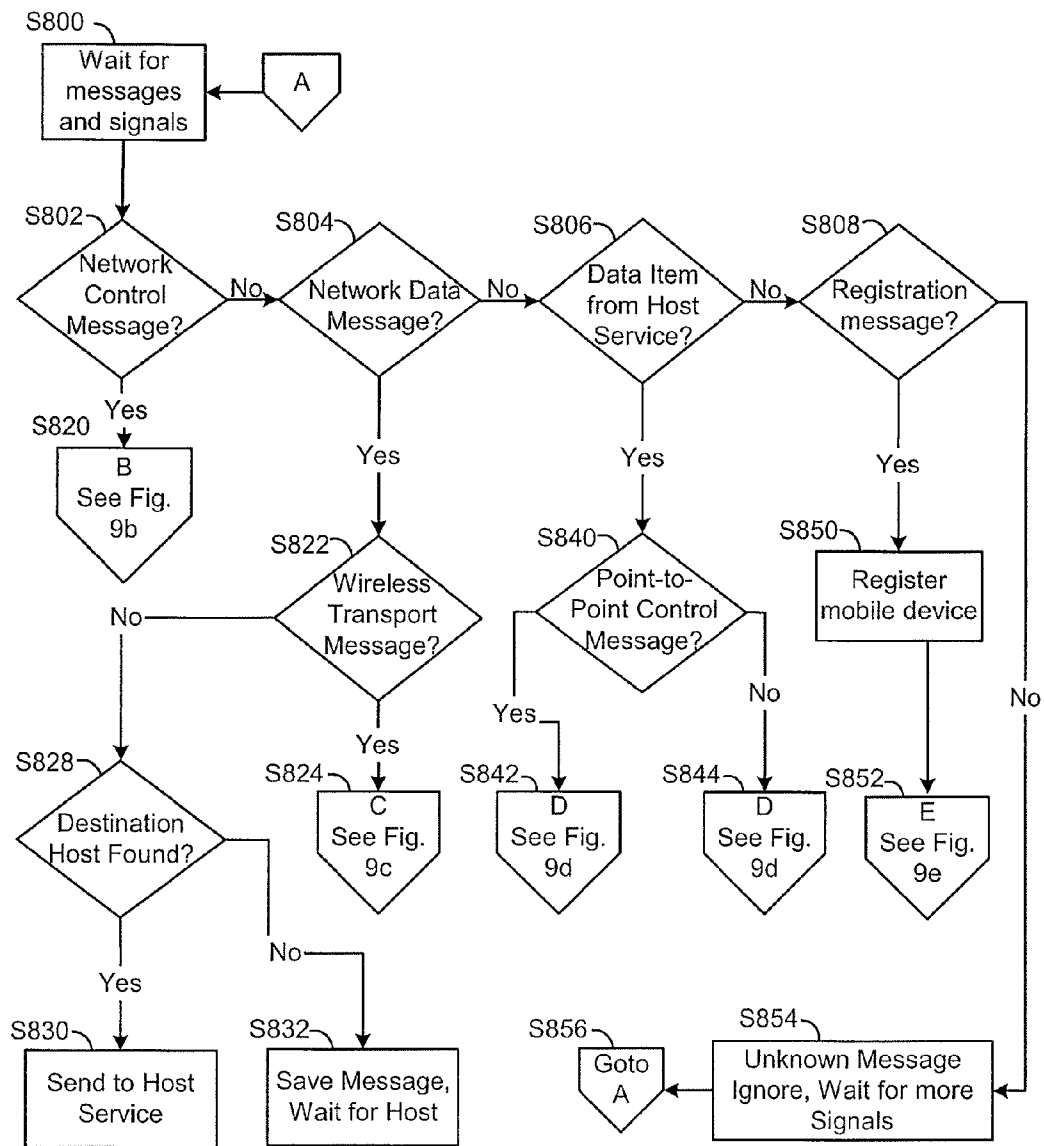 S800
Wait for
messages
and signals
A
S802
Network
Control
Message?
No
S804
Network Data
Message?
No
S806
Data Item
from Host
Service?
No
S808
Registration
message?
Yes
S820
B
See Fig.
9b
Yes
S822
Wireless
Transport
Message?
No
Yes
S840
Point-to-
Point Control
Message?
Yes
No
Yes
S850
Register
mobile device
No
S828
Destination
Host Found?
S824
Yes
C
See Fig.
9c
S842
D
See Fig.
9d
S844
D
See Fig.
9d
S852
E
See Fig.
9e
Yes
No
S830
Send to Host
Service
S832
Save Message,
Wait for Host
S856
Goto
A
S854
Unknown Message
Ignore, Wait for more
Signals